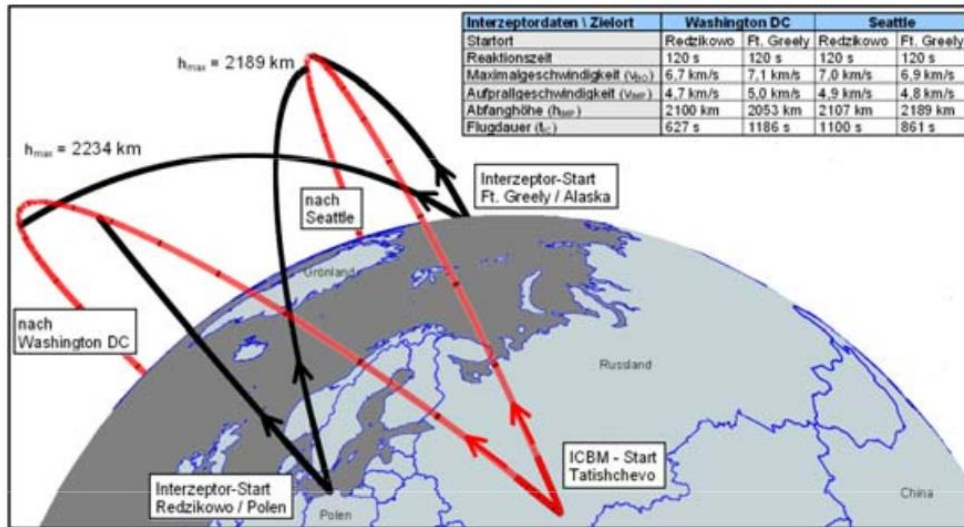 Interzeptordaten \ Zielort Washington DC Seattle
Startort Redzikowo Ft. Greely Redzikowo Ft. Greely
Reaktionszeit 120 s 120 s 120 s 120 s
Maximalgeschwindigkeit (vBO) 6,7 km/s 7,1 km/s 7,0 km/s 6,9 km/s
Aufprallgeschwindigkeit (vIMP) 4,7 km/s 5,0 km/s 4,9 km/s 4,8 km/s
Abfanghöhe (hIMP) 2100 km 2053 km 2107 km 2189 km
Flugdauer 627 s 1186 s 1100 s 861 s
hmax = 2189 km
hmax = 2234 km
Interzeptor-Start
Ft. Greely / Alaska
nach
Seattle
Grönland
nach
Washington DC
Russland
ICBM - Start
Tatishchevo
Interzeptor-Start
Redzikowo / Polen
Polen
China